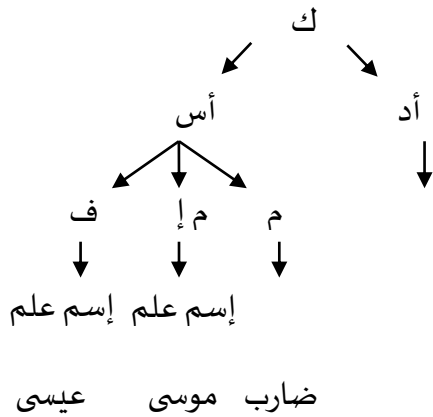 ك
أد أس
م م إ ف
إسم علم إسم علم
ضارب موسى عيسى